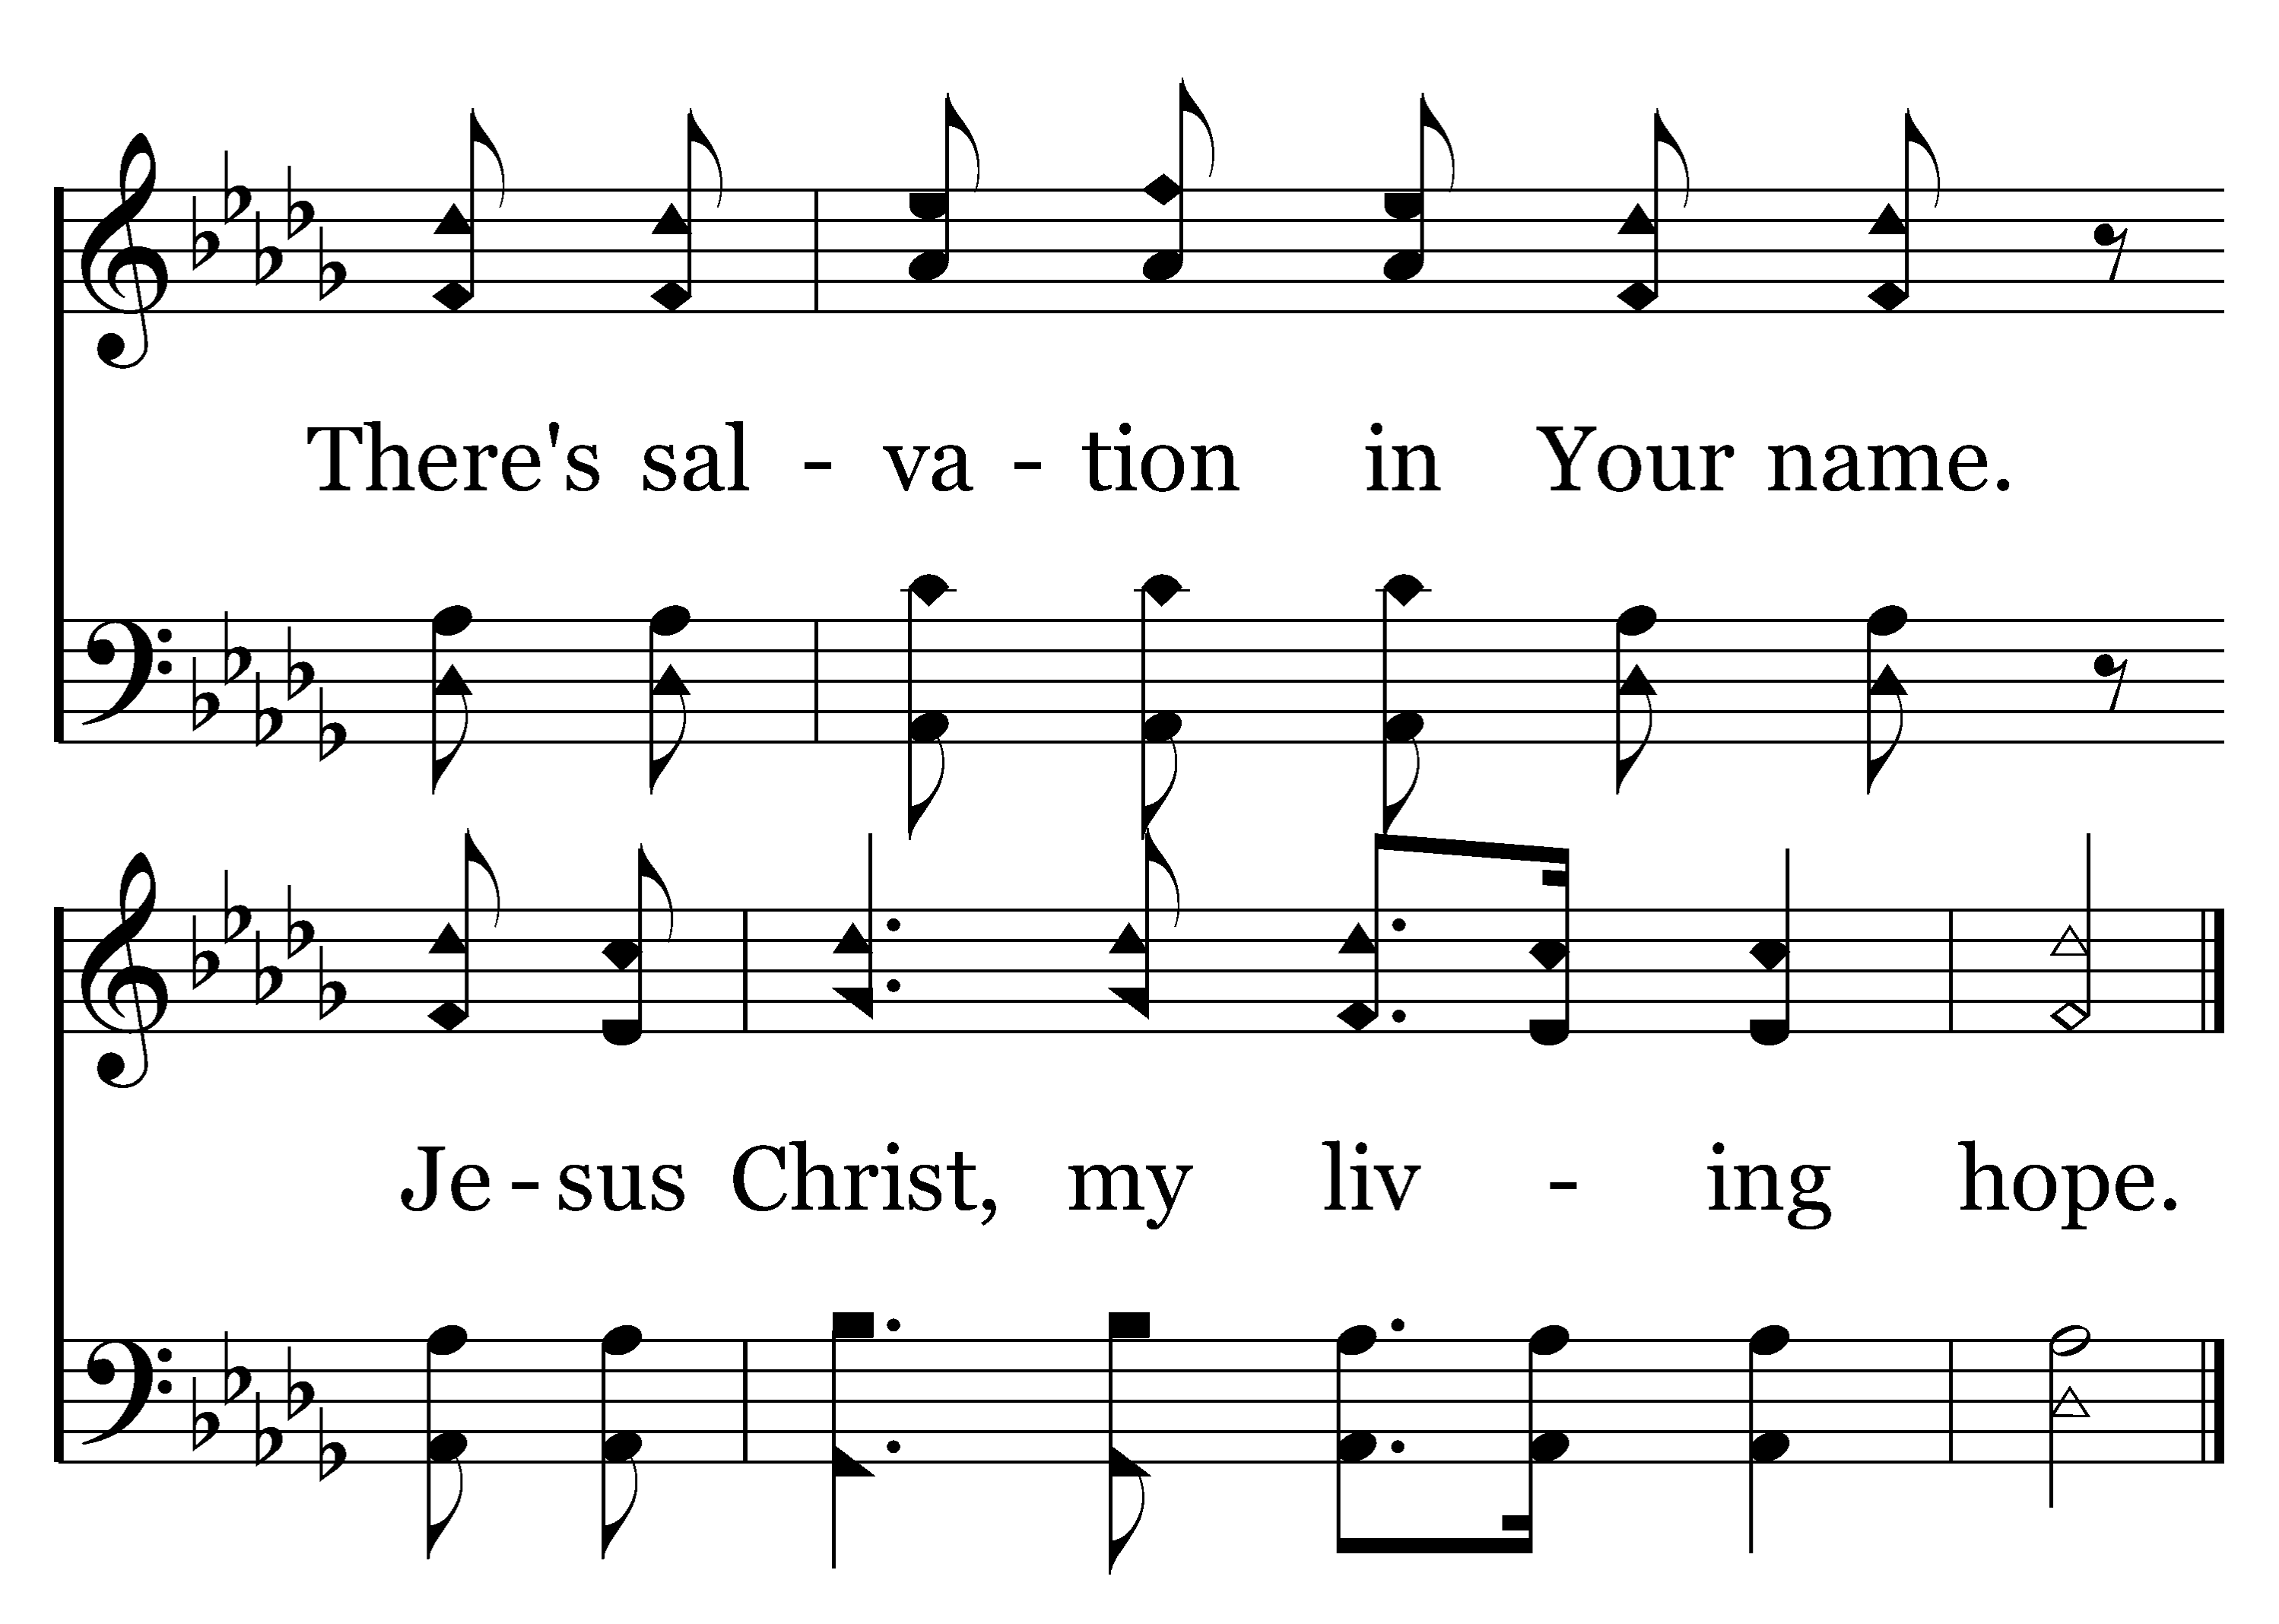 There's sal - va - tion in Your name.
Je - sus Christ, my liv - ing hope.